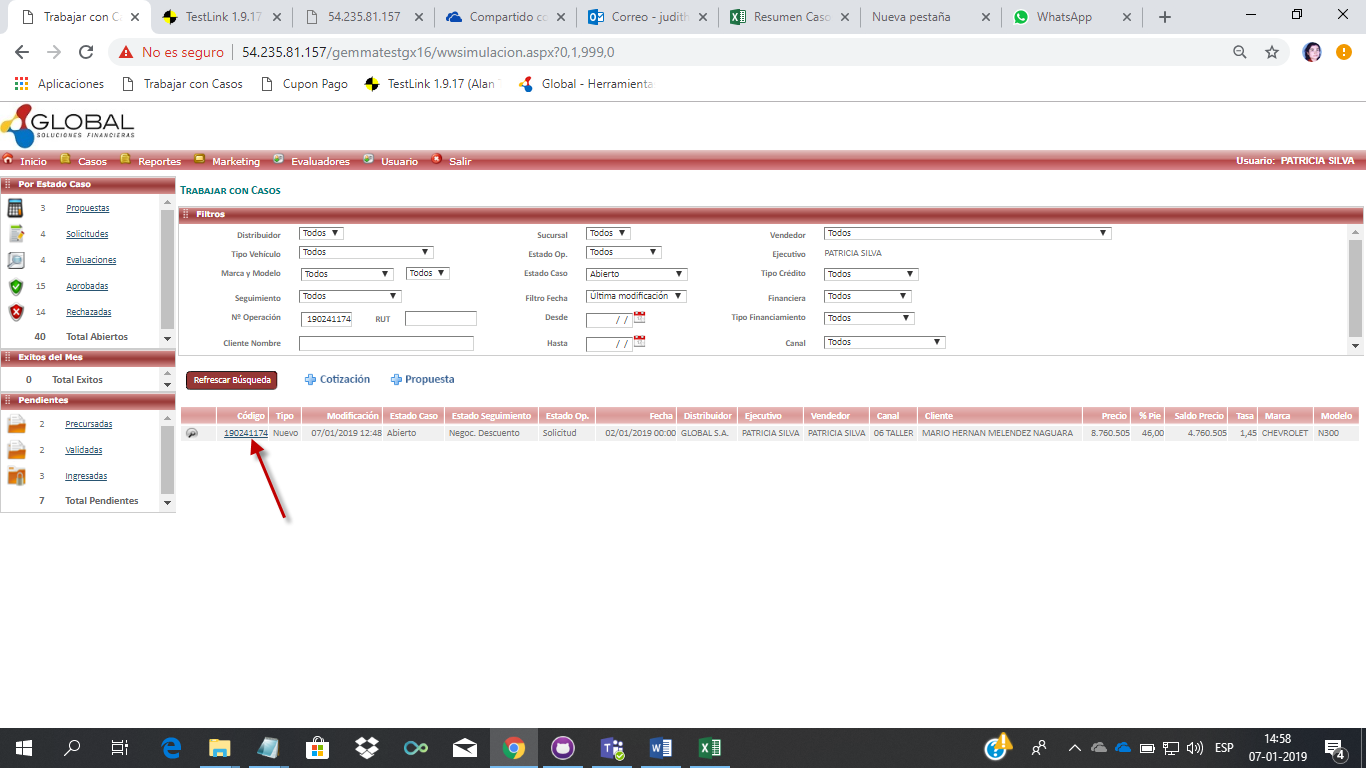 Trabajar con C
TestLink 1.9.17
54.235.81.157
Compartido co
Correo - judith
Resumen Caso
Nueva pestaña
WhatsApp
No es seguro 54.235.81.157/gemmatestgx16/wwsimulacion.aspx?0,1,999,0
Aplicaciones Trabajar con Casos Cupon Pago TestLink 1.9.17 (Alan Global - Herramienta
GLOBAL
SOLUCIONES FINANCIERAS
Inicio Casos Reportes Marketing Evaluadores Usuario Salir Usuario: PATRICIA SILVA
Por Estado Caso
3 Propuestas
4 Solicitudes
4 Evaluaciones
15 Aprobadas
14 Rechazadas
40 Total Abiertos
Exitos del Mes
0 Total Exitos
Pendientes
2 Precursadas
2 Validadas
3 Ingresadas
7 Total Pendientes
TRABAJAR CON CASOS
Filtros
Distribuidor Todos Sucursal Todos Vendedor Todos
Tipo Vehículo Todos Estado Op. Todos Ejecutivo PATRICIA SILVA
Marca y Modelo Todos Todos Estado Caso Abierto Tipo Crédito Todos
Seguimiento Todos Filtro Fecha Última modificación Financiera Todos
Nº Operación 190241174 RUT Desde / / Tipo Financiamiento Todos
Cliente Nombre Hasta / / Canal Todos
Refrescar Búsqueda Cotización Propuesta
Código Tipo Modificación Estado Caso Estado Seguimiento Estado Op. Fecha Distribuidor Ejecutivo Vendedor Canal Cliente Precio % Pie Saldo Precio Tasa Marca Modelo
190241174 Nuevo 07/01/2019 12:48 Abierto Negoc. Descuento Solicitud 02/01/2019 00:00 GLOBAL S.A. PATRICIA SILVA PATRICIA SILVA 06 TALLER MARIO HERNAN MELENDEZ NAGUARA 8.760.505 46,00 4.760.505 1,45 CHEVROLET N300
ESP
14:58
07-01-2019
4